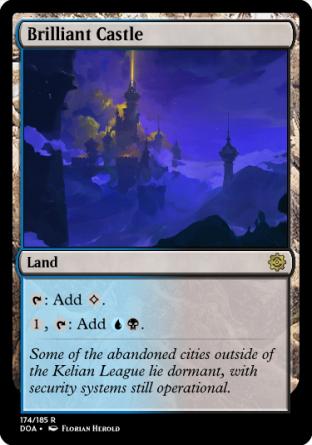 Brilliant Castle
Land
: Add .
1, : Add .
Some of the abandoned cities outside of
the Kelian League lie dormant, with
security systems still operational.
174/185 R
DOA • FLORIAN HEROLD